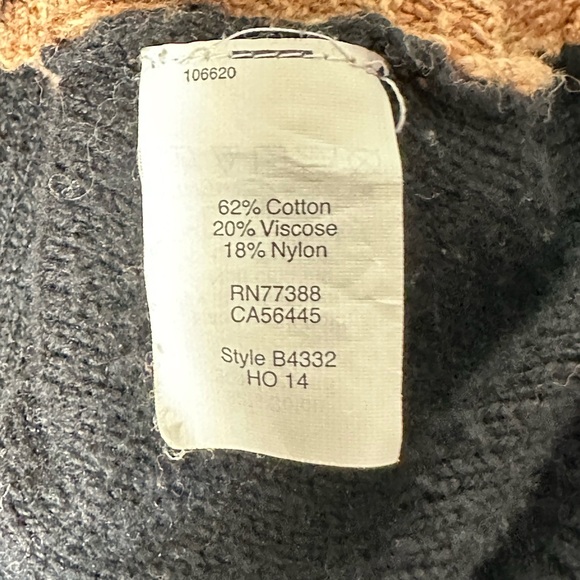 106620
62% Cotton
20% Viscose
18% Nylon
RN77388
CA56445
Style B4332
HO 14